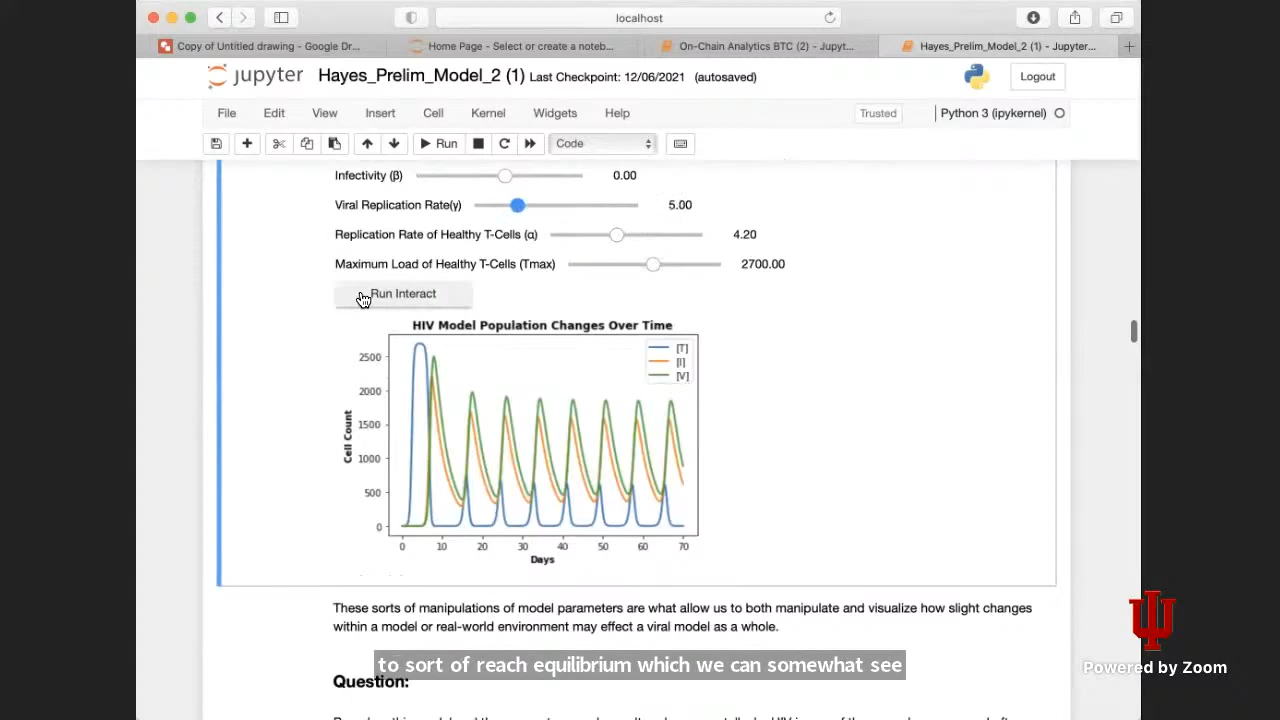 localhost
Copy of Untitled drawing - Google Dr...
Home Page - Select or create a noteb...
On-Chain Analytics BTC (2) - Jupyt...
Hayes_Prelim_Model_2 (1) - Jupyter...
jupyter Hayes_Prelim_Model_2 (1) Last Checkpoint: 12/06/2021 (autosaved)
Logout
File Edit View Insert Cell Kernel Widgets Help
Trusted
Python 3 (ipykernel)
Run
Code
Infectivity (β) 0.00
Viral Replication Rate(γ) 5.00
Replication Rate of Healthy T-Cells (α) 4.20
Maximum Load of Healthy T-Cells (Tmax) 2700.00
Run Interact
HIV Model Population Changes Over Time
[T]
[I]
[V]
2500
2000
1500
1000
500
0
Cell Count
0 10 20 30 40 50 60 70
Days
These sorts of manipulations of model parameters are what allow us to both manipulate and visualize how slight changes
within a model or real-world environment may effect a viral model as a whole.
to sort of reach equilibrium which we can somewhat see
Question:
Powered by Zoom